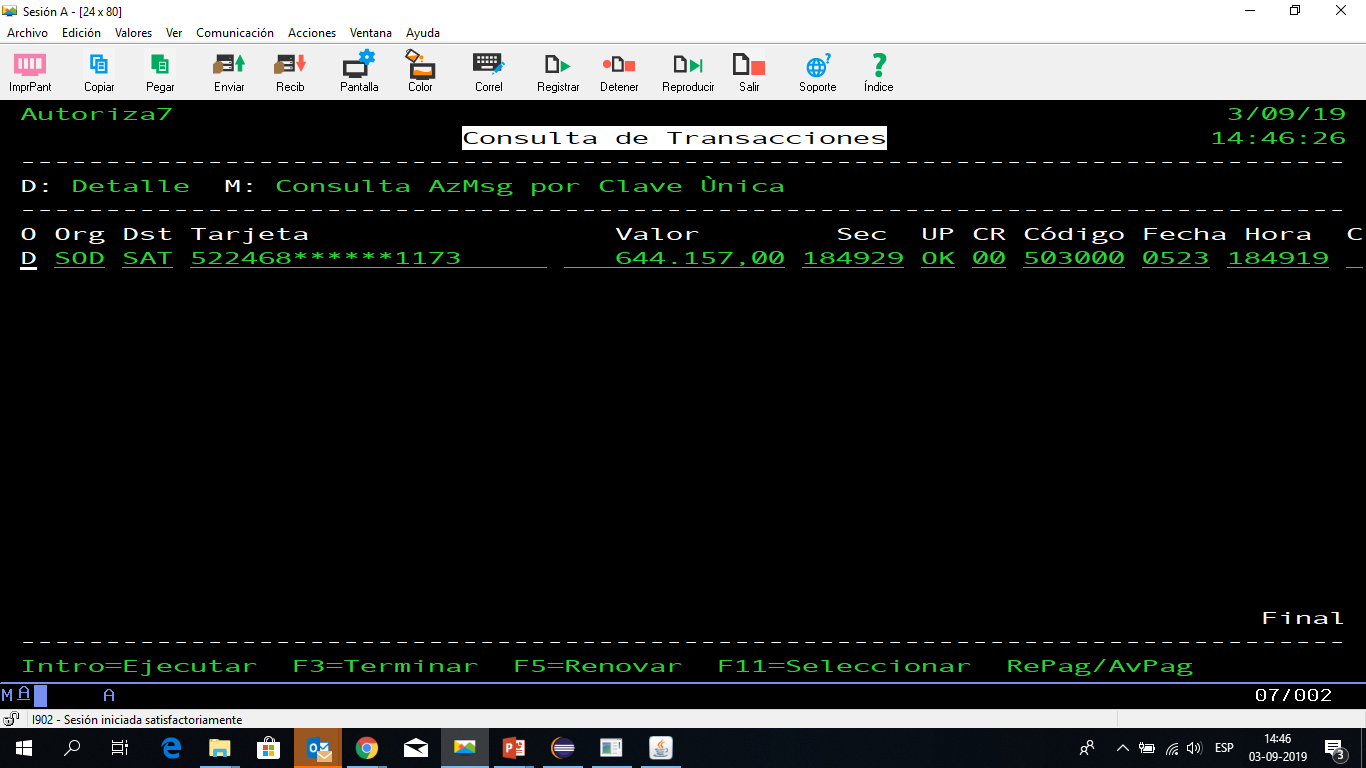 Sesión A - [24 x 80]
Archivo Edición Valores Ver Comunicación Acciones Ventana Ayuda
ImprPant Copiar Pegar Enviar Recib Pantalla Color Correl Registrar Detener Reproducir Salir Soporte Índice
Autoriza7 3/09/19
Consulta de Transacciones 14:46:26
D: Detalle M: Consulta AzMsg por Clave Ùnica
O Org Dst Tarjeta Valor Sec UP CR Código Fecha Hora C
D SOD SAT 522468******1173 644.157,00 184929 OK 00 503000 0523 184919
Final
Intro=Ejecutar F3=Terminar F5=Renovar F11=Seleccionar RePag/AvPag
MA A 07/002
I902 - Sesión iniciada satisfactoriamente
ESP 14:46
03-09-2019 3